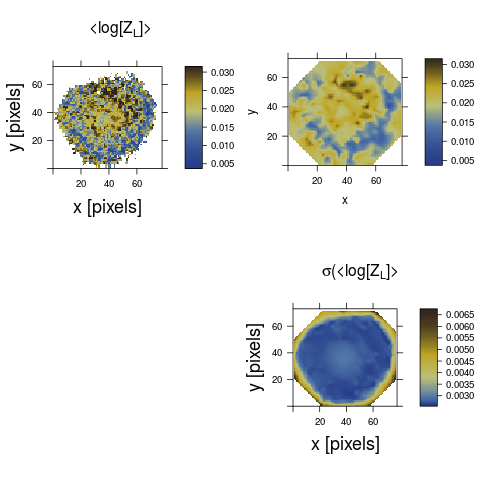 <log[Z_L]>
60
40
20
20 40 60
x [pixels]
y [pixels]
0.030
0.025
0.020
0.015
0.010
0.005
60
40
20
20 40 60
x
y
0.030
0.025
0.020
0.015
0.010
0.005
σ(<log[Z_L]>
60
40
20
20 40 60
x [pixels]
y [pixels]
0.0065
0.0060
0.0055
0.0050
0.0045
0.0040
0.0035
0.0030